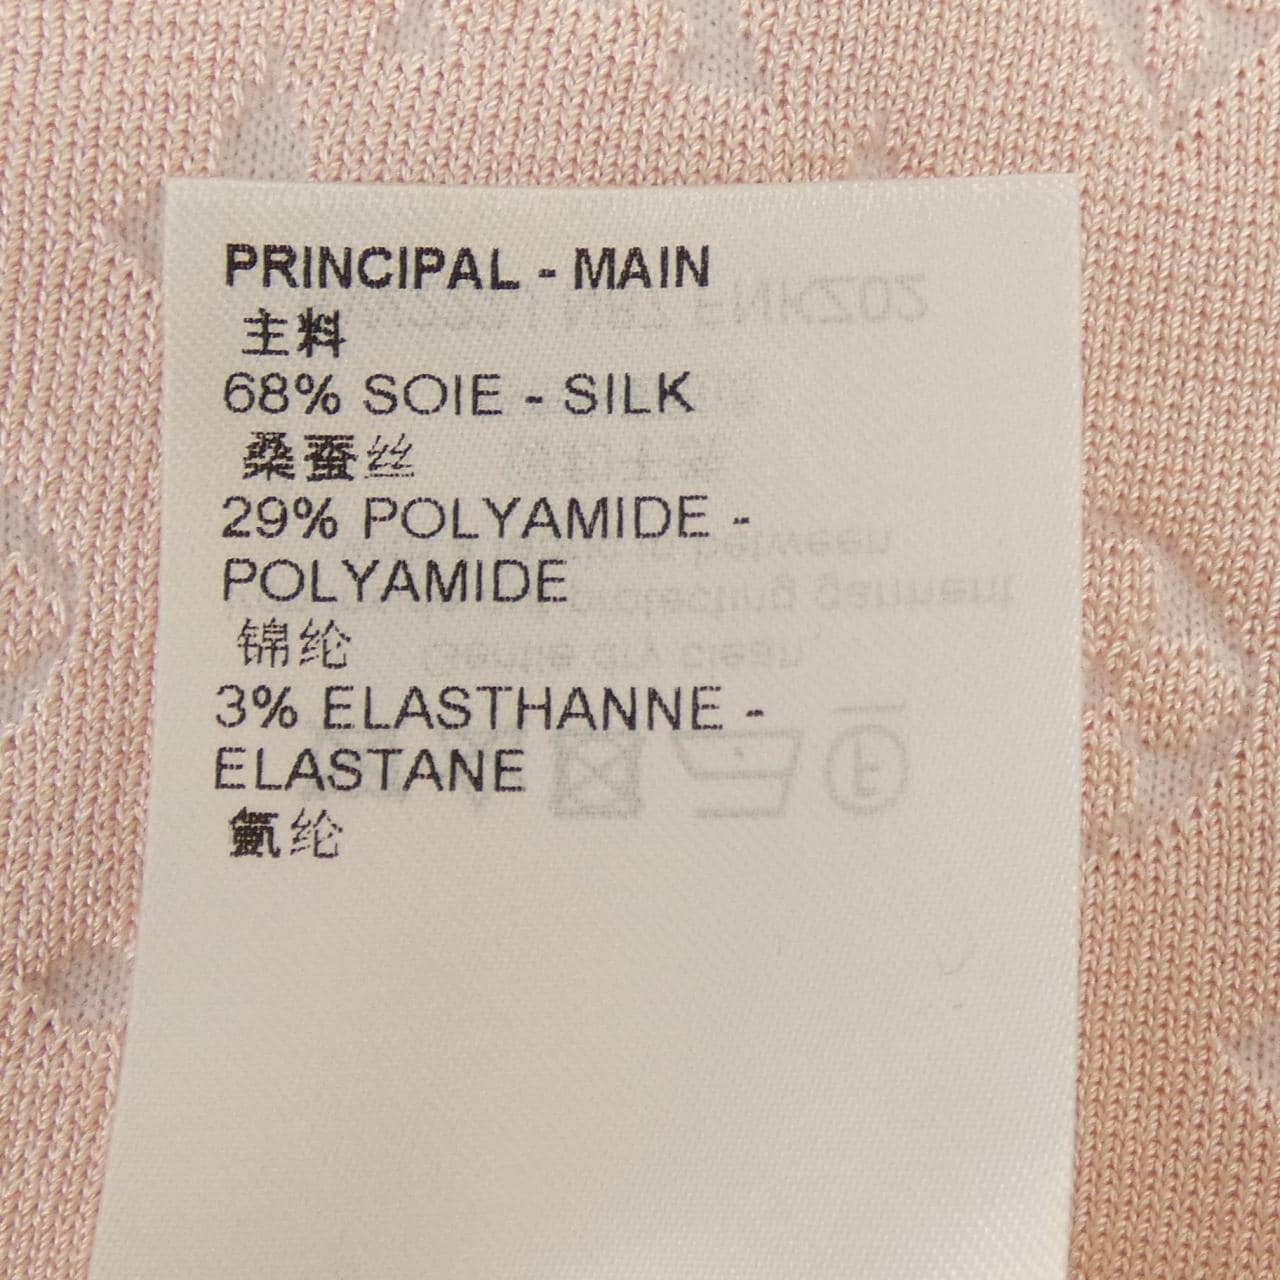 PRINCIPAL - MAIN
主料
68% SOIE - SILK
桑蚕丝
29% POLYAMIDE -
POLYAMIDE
锦纶
3% ELASTHANNE -
ELASTANE
氨纶